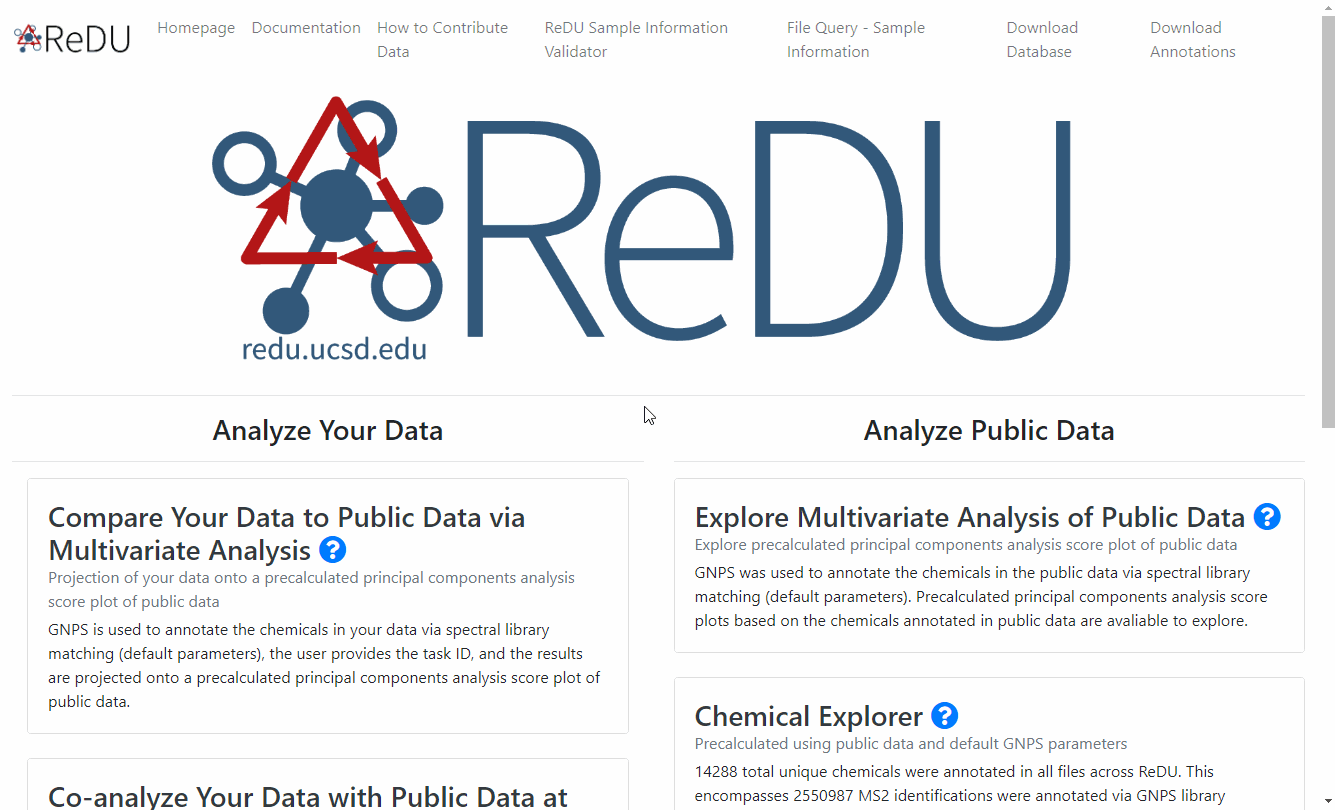 ReDU
Homepage
Documentation
How to Contribute
Data
ReDU Sample Information
Validator
File Query - Sample
Information
Download
Database
Download
Annotations
ReDU
redu.ucsd.edu
Analyze Your Data
Compare Your Data to Public Data via
Multivariate Analysis ?
Projection of your data onto a precalculated principal components analysis
score plot of public data
GNPS is used to annotate the chemicals in your data via spectral library
matching (default parameters), the user provides the task ID, and the results
are projected onto a precalculated principal components analysis score plot of
public data.
Co-analyze Your Data with Public Data at
Analyze Public Data
Explore Multivariate Analysis of Public Data ?
Explore precalculated principal components analysis score plot of public data
GNPS was used to annotate the chemicals in the public data via spectral library
matching (default parameters). Precalculated principal components analysis score
plots based on the chemicals annotated in public data are avaliable to explore.
Chemical Explorer ?
Precalculated using public data and default GNPS parameters
14288 total unique chemicals were annotated in all files across ReDU. This
encompasses 2550987 MS2 identifications were annotated via GNPS library